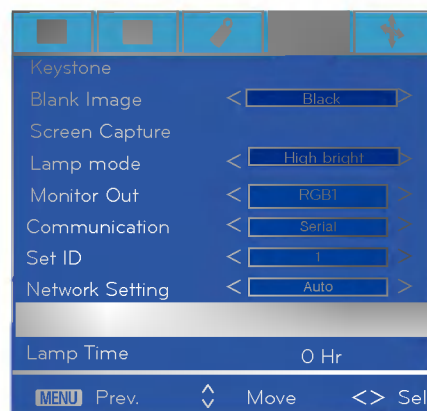 Keystone
Blank Image < Black >
Screen Capture
Lamp mode < High bright >
Monitor Out < RGB1 >
Communication < Serial >
Set ID < 1 >
Network Setting < Auto >
Lamp Time 0 Hr
MENU Prev. Move <> Sel